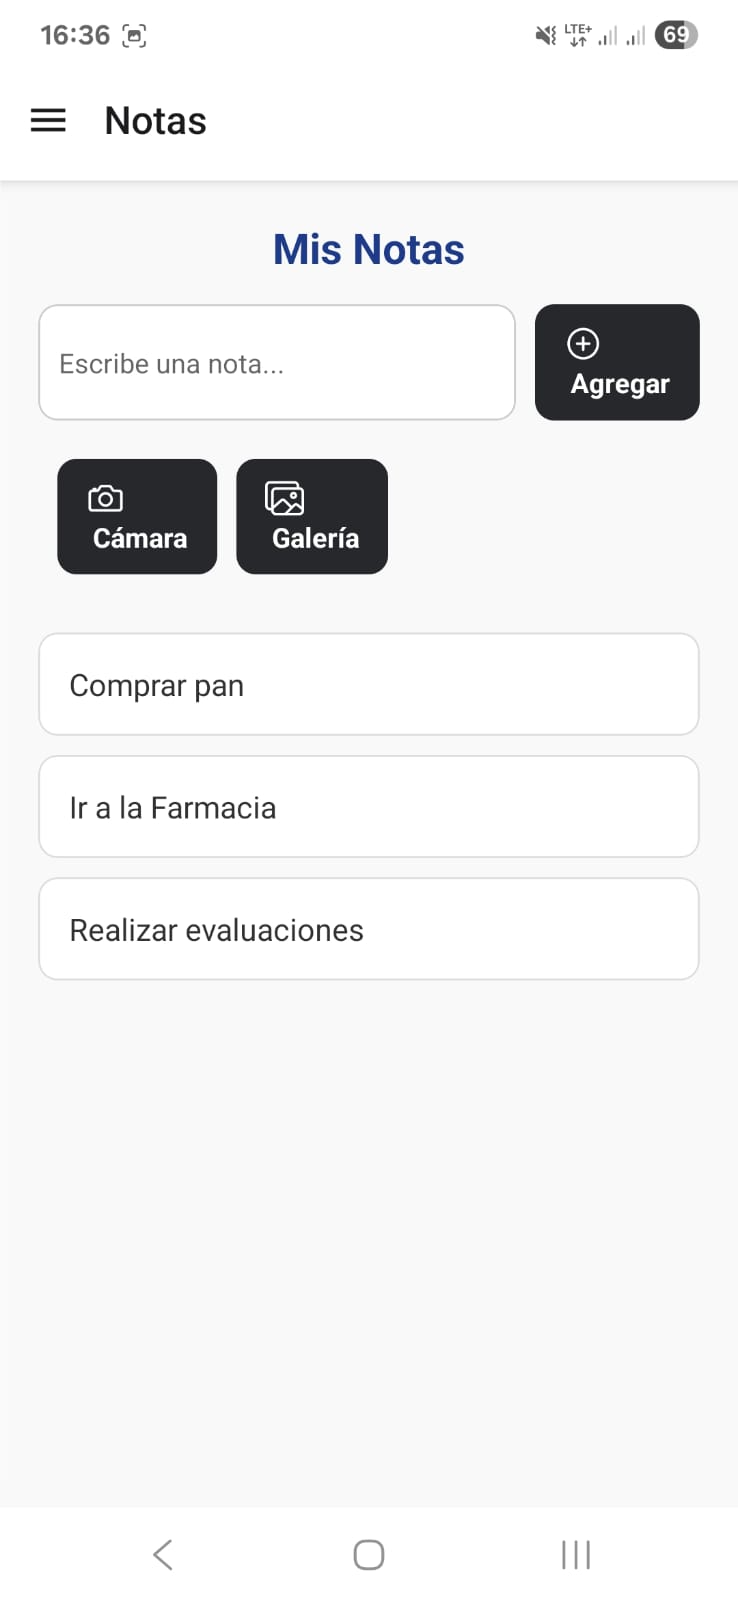 16:36
LTE+
69
Notas
Mis Notas
Escribe una nota...
Agregar
Cámara
Galería
Comprar pan
Ir a la Farmacia
Realizar evaluaciones